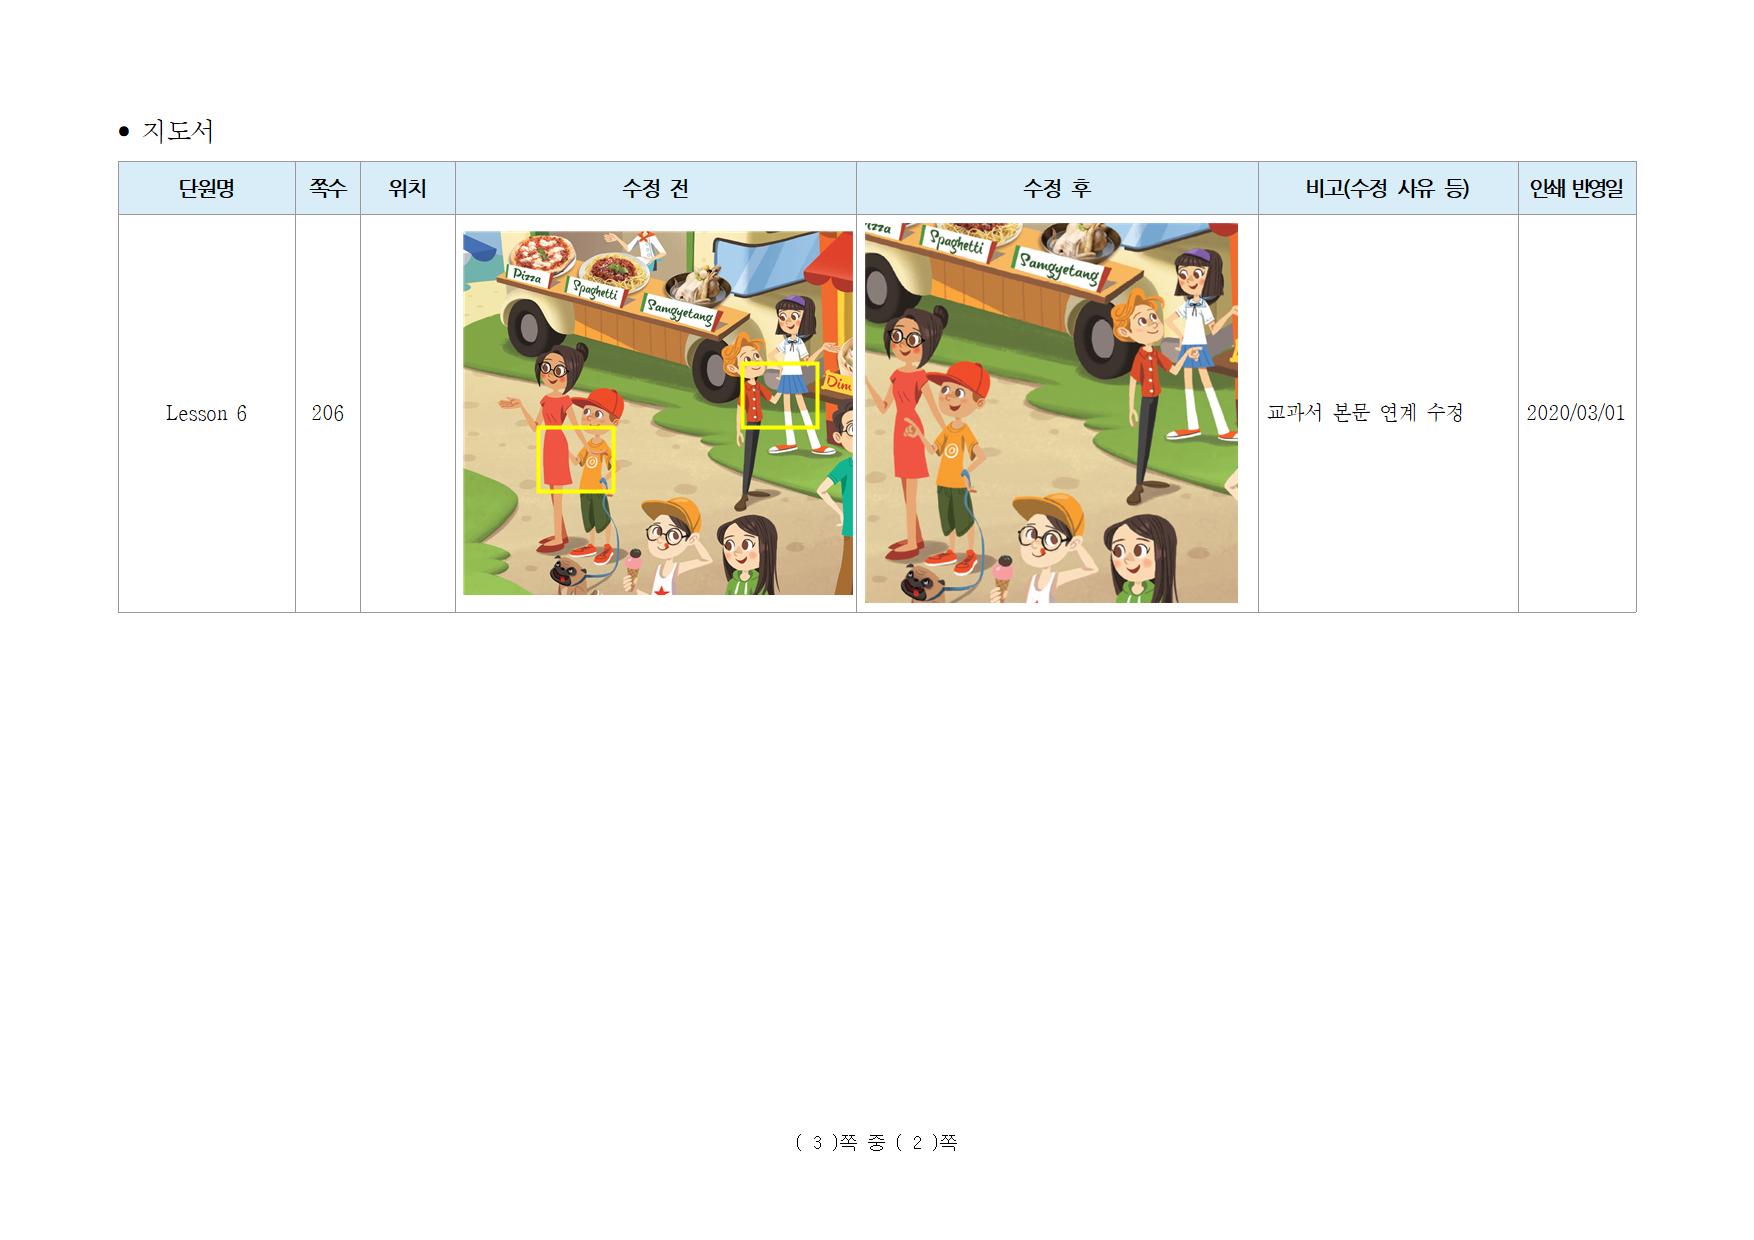 • 지도서
단원명 쪽수 위치 수정 전 수정 후 비고(수정 사유 등) 인쇄 반영일
Pizza
Spaghetti
Samgyetang
zza
Spaghetti
Samgyetang
Lesson 6 206 교과서 본문 연계 수정 2020/03/01
( 3 )쪽 중 ( 2 )쪽